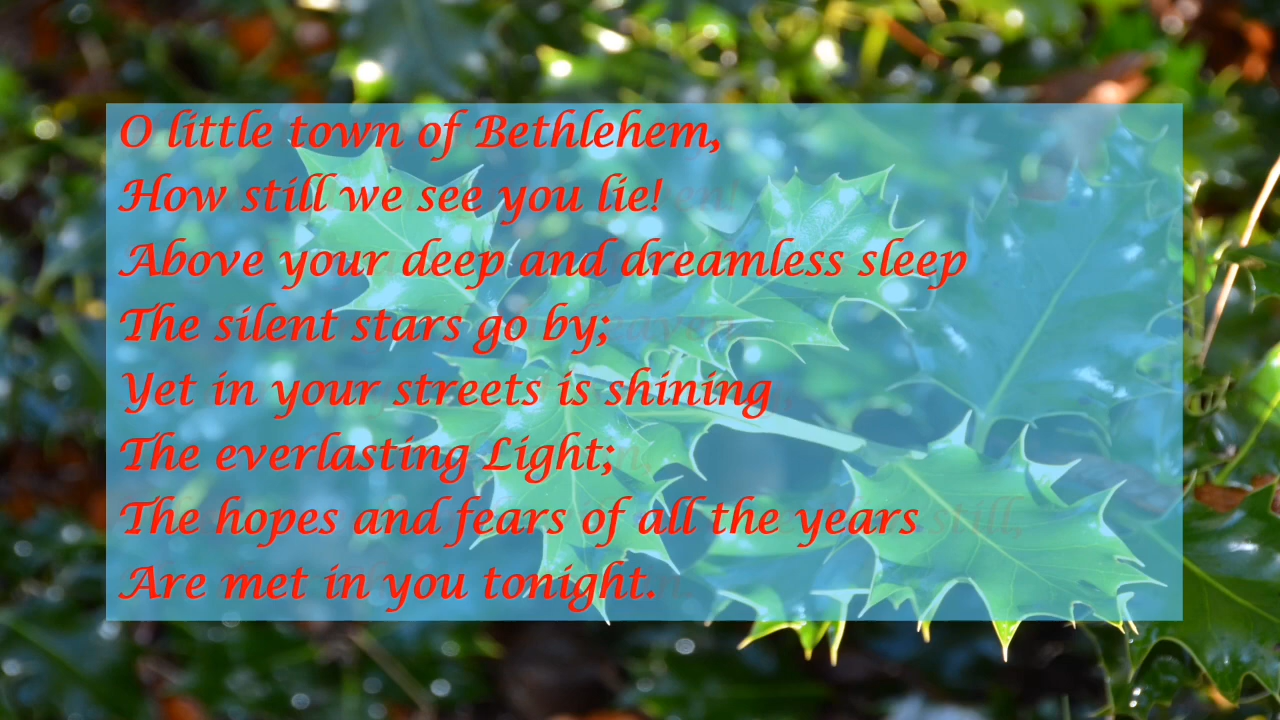 O little town of Bethlehem,
How still we see you lie!
Above your deep and dreamless sleep
The silent stars go by;
Yet in your streets is shining
The everlasting Light;
The hopes and fears of all the years
Are met in you tonight.